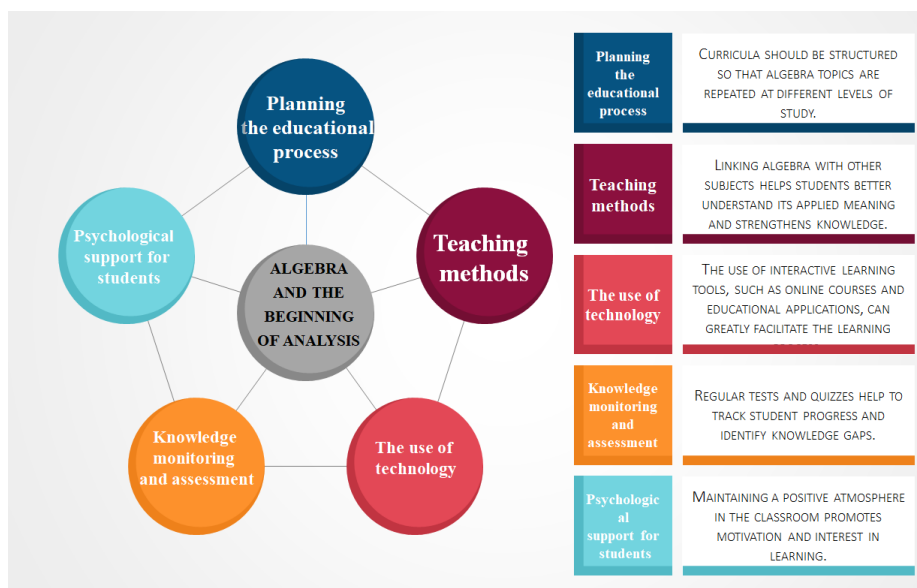 Planning
the educational
process
Psychological
support for
students
Teaching
methods
ALGEBRA
AND THE
BEGINNING
OF ANALYSIS
Knowledge
monitoring
and assessment
The use of
technology
Planning
the
educational
process
CURRICULA SHOULD BE STRUCTURED
SO THAT ALGEBRA TOPICS ARE
REPEATED AT DIFFERENT LEVELS OF
STUDY.
Teaching
methods
LINKING ALGEBRA WITH OTHER
SUBJECTS HELPS STUDENTS BETTER
UNDERSTAND ITS APPLIED MEANING
AND STRENGTHENS KNOWLEDGE.
The use of
technology
THE USE OF INTERACTIVE LEARNING
TOOLS, SUCH AS ONLINE COURSES AND
EDUCATIONAL APPLICATIONS, CAN
GREATLY FACILITATE THE LEARNING
Knowledge
monitoring
and
assessment
REGULAR TESTS AND QUIZZES HELP TO
TRACK STUDENT PROGRESS AND
IDENTIFY KNOWLEDGE GAPS.
Psychologic
al
support for
students
MAINTAINING A POSITIVE ATMOSPHERE
IN THE CLASSROOM PROMOTES
MOTIVATION AND INTEREST IN
LEARNING.